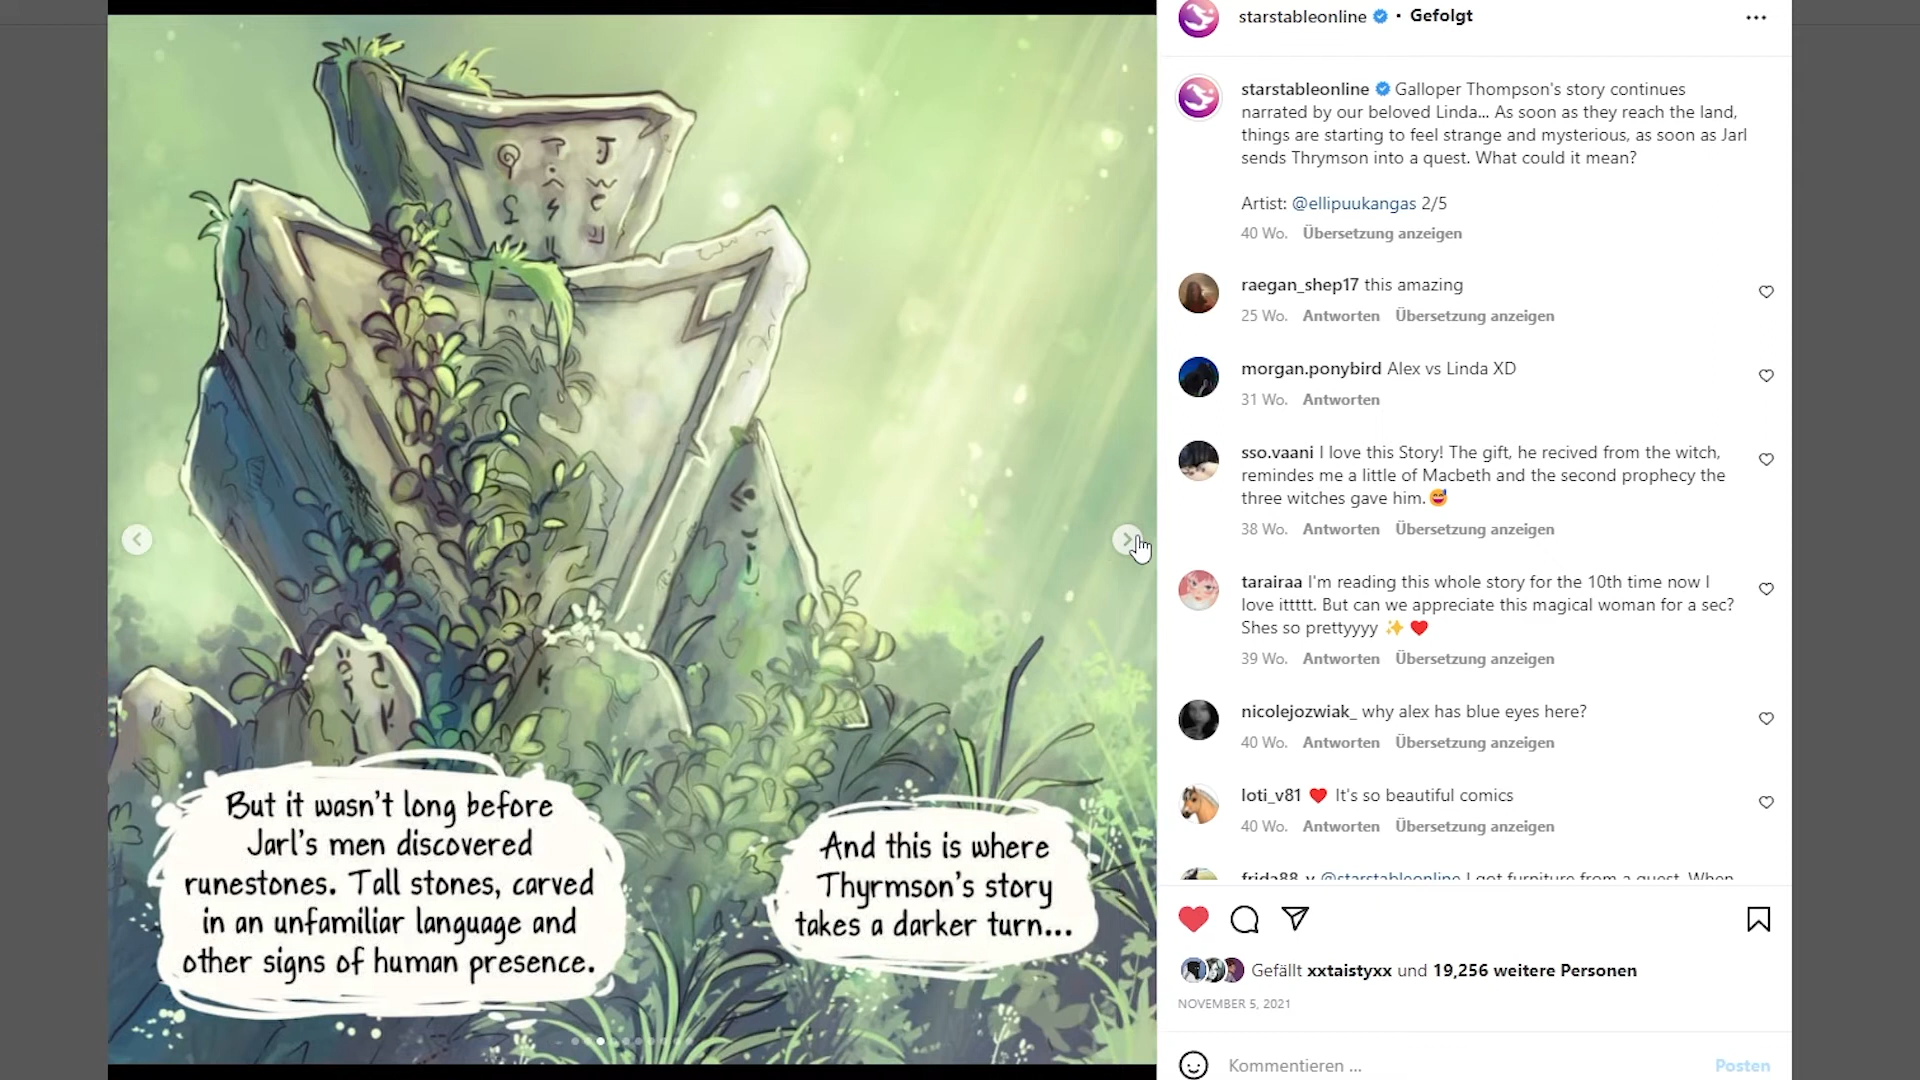 But it wasn't long before
Jarl's men discovered
runestones. Tall stones, carved
in an unfamiliar language and
other signs of human presence.
And this is where
Thyrmson's story
takes a darker turn...
starstableonline • Gefolgt
starstableonline Galloper Thompson's story continues
narrated by our beloved Linda... As soon as they reach the land,
things are starting to feel strange and mysterious, as soon as Jarl
sends Thrymson into a quest. What could it mean?
Artist: @ellipuukangas 2/5
40 Wo. Übersetzung anzeigen
raegan_shep17 this amazing
25 Wo. Antworten Übersetzung anzeigen
morgan.ponybird Alex vs Linda XD
31 Wo. Antworten
sso.vaani I love this Story! The gift, he recived from the witch,
remindes me a little of Macbeth and the second prophecy the
three witches gave him. 😅
38 Wo. Antworten Übersetzung anzeigen
tarairaa I'm reading this whole story for the 10th time now I
love ittttt. But can we appreciate this magical woman for a sec?
Shes so prettyyyy ✨ ♥️
39 Wo. Antworten Übersetzung anzeigen
nicolejozwiak_ why alex has blue eyes here?
40 Wo. Antworten Übersetzung anzeigen
loti_v81 ♥️ It's so beautiful comics
40 Wo. Antworten Übersetzung anzeigen
frida88_y @starstableonline I got furniture from a quest. When
Gefällt xxtaistyxx und 19,256 weitere Personen
NOVEMBER 5, 2021
Kommentieren ...
Posten